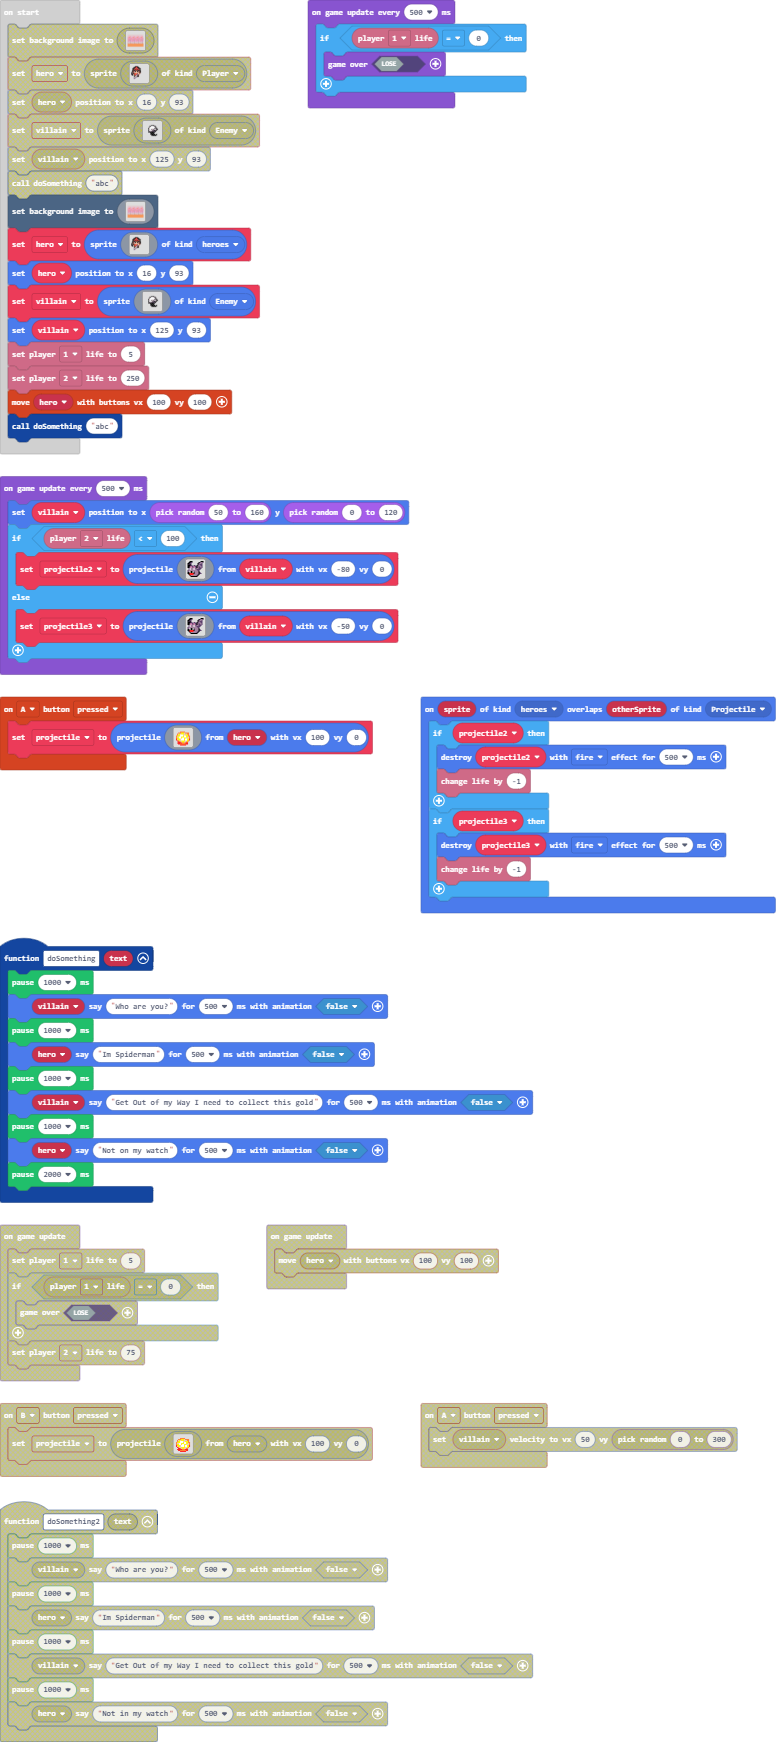 on start
set background image to
set hero to sprite of kind Player
set hero position to x 16 y 93
set villain to sprite of kind Enemy
set villain position to x 125 y 93
call doSomething "abc"
set background image to
set hero to sprite of kind heroes
set hero position to x 16 y 93
set villain to sprite of kind Enemy
set villain position to x 125 y 93
set player 1 life to 5
set player 2 life to 250
move hero with buttons vx 100 vy 100
call doSomething "abc"
on game update every 500 ms
if player 1 life = 0 then
game over LOSE
on game update every 500 ms
set villain position to x pick random 50 to 160 y pick random 0 to 120
if player 2 life < 100 then
set projectile2 to projectile from villain with vx -80 vy 0
else
set projectile3 to projectile from villain with vx -50 vy 0
on A button pressed
set projectile to projectile from hero with vx 100 vy 0
on sprite of kind heroes overlaps otherSprite of kind Projectile
if projectile2 then
destroy projectile2 with fire effect for 500 ms
change life by -1
if projectile3 then
destroy projectile3 with fire effect for 500 ms
change life by -1
function doSomething text
pause 1000 ms
villain say "Who are you?" for 500 ms with animation false
pause 1000 ms
hero say "Im Spiderman" for 500 ms with animation false
pause 1000 ms
villain say "Get Out of my Way I need to collect this gold" for 500 ms with animation false
pause 1000 ms
hero say "Not on my watch" for 500 ms with animation false
pause 2000 ms
on game update
set player 1 life to 5
if player 1 life = 0 then
game over LOSE
set player 2 life to 75
on game update
move hero with buttons vx 100 vy 100
on B button pressed
set projectile to projectile from hero with vx 100 vy 0
on A button pressed
set villain velocity to vx 50 vy pick random 0 to 300
function doSomething2 text
pause 1000 ms
villain say "Who are you?" for 500 ms with animation false
pause 1000 ms
hero say "Im Spiderman" for 500 ms with animation false
pause 1000 ms
villain say "Get Out of my Way I need to collect this gold" for 500 ms with animation false
pause 1000 ms
hero say "Not in my watch" for 500 ms with animation false